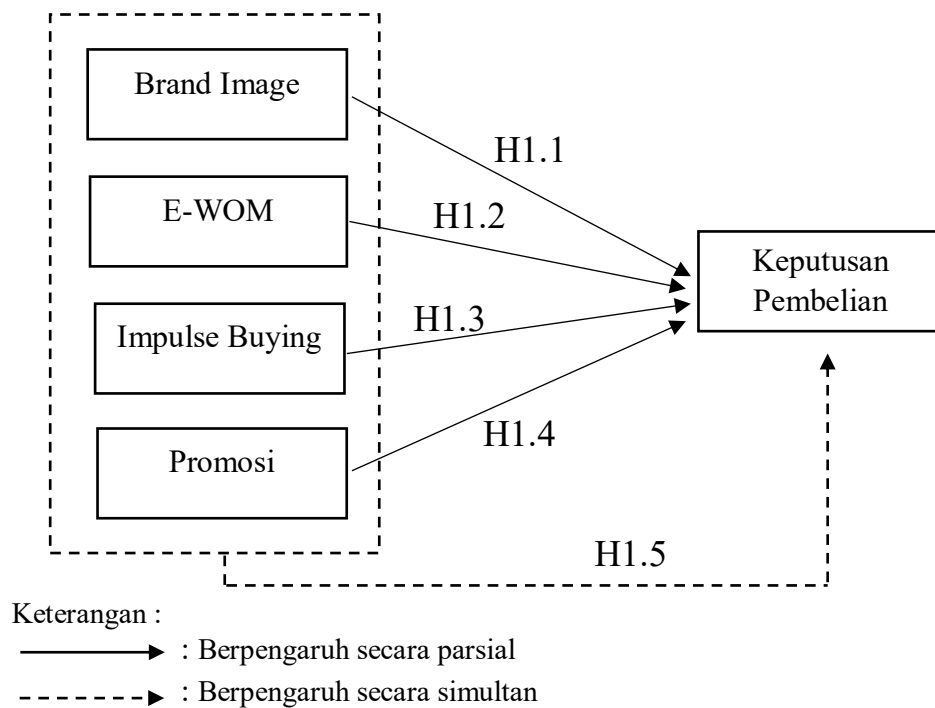 Brand Image
H1.1
E-WOM
H1.2
Keputusan
Pembelian
Impulse Buying
H1.3
Promosi
H1.4
H1.5
Keterangan :
: Berpengaruh secara parsial
: Berpengaruh secara simultan